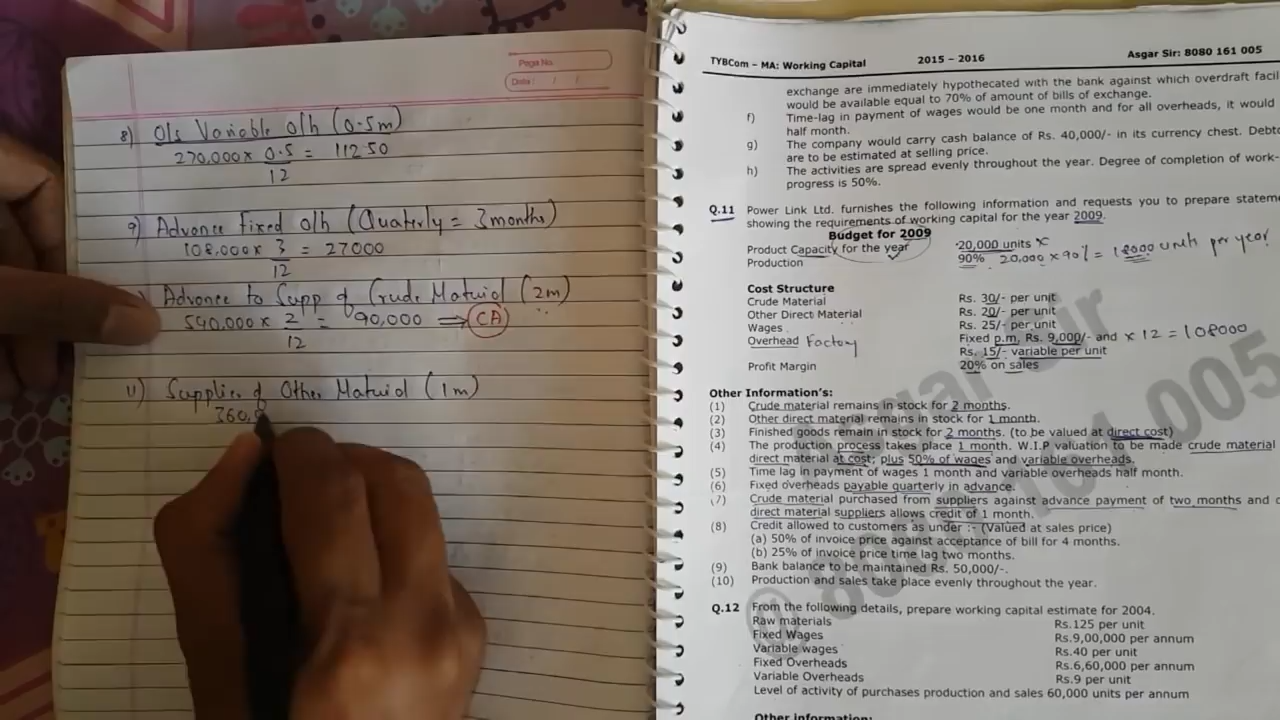 Page No.
Date: / /
8) O/s Variable o/h (0.5m)
270,000 x 0.5 = 11250
12
9) Advance Fixed o/h (Quaterly = 3months)
108,000 x 3 = 27000
12
Advance to Supp of Crude Material (2m)
540,000 x 2 = 90,000 ⇒ CA
12
11) Supplier of Other Material (1m)
360,0
TYBCom – MA: Working Capital 2015 – 2016 Asgar Sir: 8080 161 005
exchange are immediately hypothecated with the bank against which overdraft facil
would be available equal to 70% of amount of bills of exchange.
f) Time-lag in payment of wages would be one month and for all overheads, it would
half month.
g) The company would carry cash balance of Rs. 40,000/- in its currency chest. Debto
are to be estimated at selling price.
h) The activities are spread evenly throughout the year. Degree of completion of work-
progress is 50%.
Q.11 Power Link Ltd. furnishes the following information and requests you to prepare stateme
showing the requirements of working capital for the year 2009.
Budget for 2009
Product Capacity for the year 20,000 units x
Production 90% 20,000 x 90% = 18000 units per year
Cost Structure
Crude Material Rs. 30/- per unit
Other Direct Material Rs. 20/- per unit
Wages Rs. 25/- per unit
Overhead Factory Fixed p.m, Rs. 9,000/- and x 12 = 108000
Rs. 15/- variable per unit
Profit Margin 20% on sales
Other Information's:
(1) Crude material remains in stock for 2 months.
(2) Other direct material remains in stock for 1 month.
(3) Finished goods remain in stock for 2 months. (to be valued at direct cost)
(4) The production process takes place 1 month. W.I.P valuation to be made crude material
direct material at cost; plus 50% of wages and variable overheads.
(5) Time lag in payment of wages 1 month and variable overheads half month.
(6) Fixed overheads payable quarterly in advance.
(7) Crude material purchased from suppliers against advance payment of two months and o
direct material suppliers allows credit of 1 month.
(8) Credit allowed to customers as under :- (Valued at sales price)
(a) 50% of invoice price against acceptance of bill for 4 months.
(b) 25% of invoice price time lag two months.
(9) Bank balance to be maintained Rs. 50,000/-.
(10) Production and sales take place evenly throughout the year.
Q.12 From the following details, prepare working capital estimate for 2004.
Raw materials Rs.125 per unit
Fixed Wages Rs.9,00,000 per annum
Variable wages Rs.40 per unit
Fixed Overheads Rs.6,60,000 per annum
Variable Overheads Rs.9 per unit
Level of activity of purchases production and sales 60,000 units per annum
Other information: